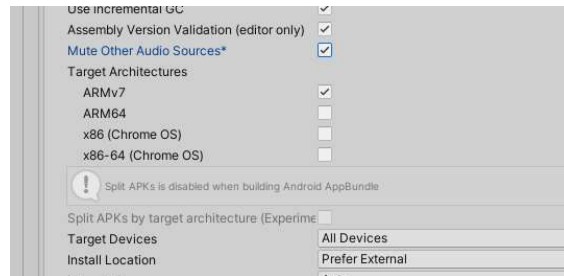 Use incremental GC
Assembly Version Validation (editor only)
Mute Other Audio Sources*
Target Architectures
ARMv7
ARM64
x86 (Chrome OS)
x86-64 (Chrome OS)
Split APKs is disabled when building Android AppBundle
Split APKs by target architecture (Experime
Target Devices All Devices
Install Location Prefer External